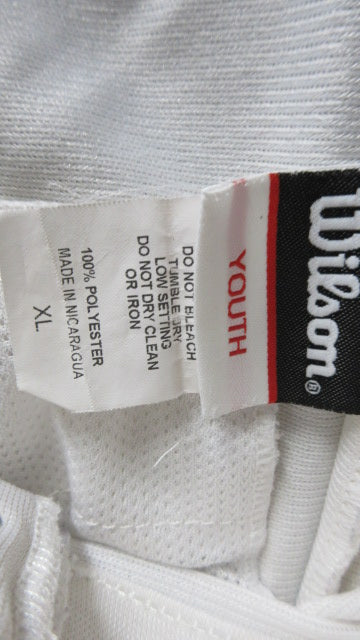 Wilson®
YOUTH
DO NOT BLEACH
TUMBLE DRY
LOW SETTING
DO NOT DRY CLEAN
OR IRON
100% POLYESTER
MADE IN NICARAGUA
XL